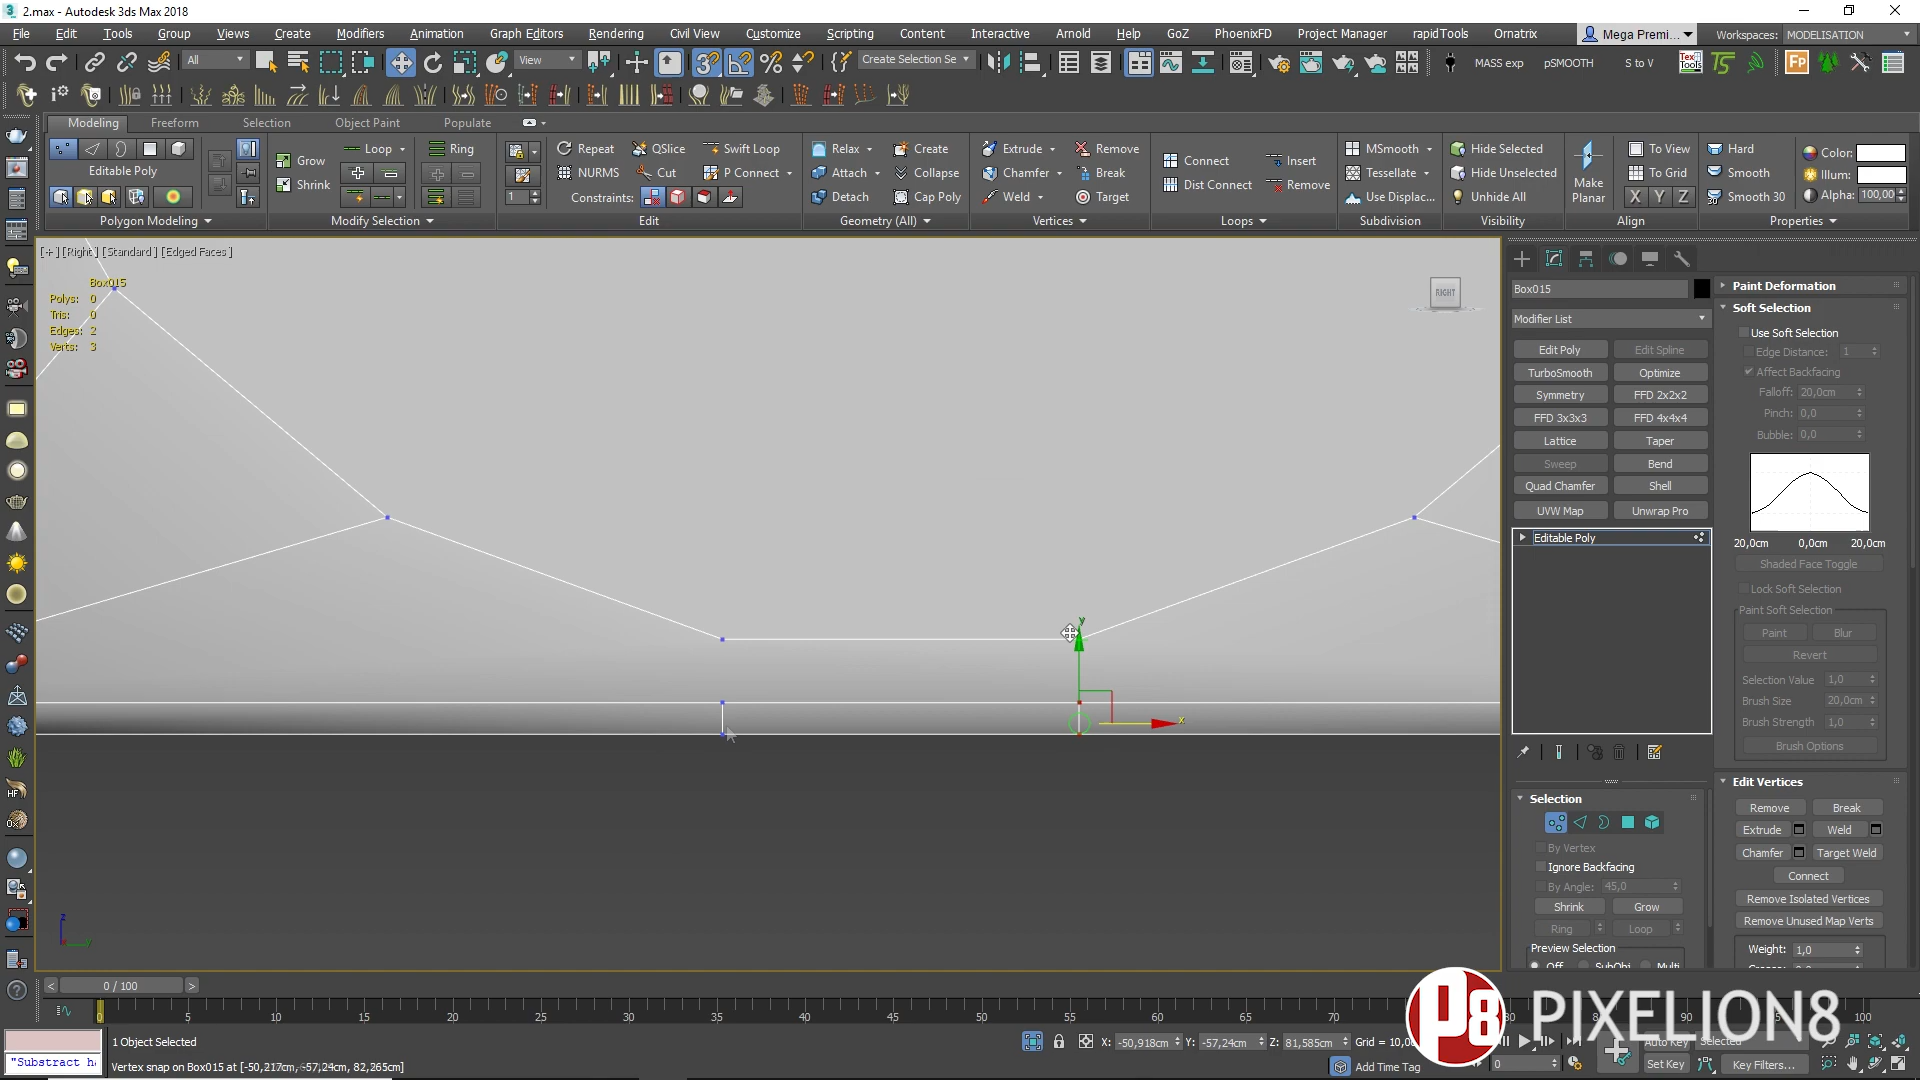 2.max - Autodesk 3ds Max 2018
File Edit Tools Group Views Create Modifiers Animation Graph Editors Rendering Civil View Customize Scripting Content Interactive Arnold Help GoZ PhoenixFD Project Manager rapidTools Ornatrix Mega Premi... Workspaces: MODELISATION
All View Create Selection Se MASS exp pSMOOTH S to V
Modeling Freeform Selection Object Paint Populate
Loop Ring Repeat QSlice Swift Loop Relax Create Extrude Remove MSmooth Hide Selected To View Hard Color:
Grow Connect Insert
Editable Poly NURMS Cut P Connect Attach Collapse Chamfer Break Tessellate Hide Unselected To Grid Smooth Illum:
Shrink Dist Connect Remove Make Planar
1 Constraints: Detach Cap Poly Weld Target Use Displac... Unhide All X Y Z Smooth 30 Alpha: 100,00
Polygon Modeling Modify Selection Edit Geometry (All) Vertices Loops Subdivision Visibility Align Properties
[+] [Right] [Standard] [Edged Faces]
Box015
Polys: 0
Tris: 0
Edges: 2
Verts: 3
RIGHT
y
x
z
y
Box015
Modifier List
Edit Poly Edit Spline
TurboSmooth Optimize
Symmetry FFD 2x2x2
FFD 3x3x3 FFD 4x4x4
Lattice Taper
Sweep Bend
Quad Chamfer Shell
UVW Map Unwrap Pro
Editable Poly
Selection
By Vertex
Ignore Backfacing
By Angle: 45,0
Shrink Grow
Ring Loop
Preview Selection
Off SubObj Multi
Paint Deformation
Soft Selection
Use Soft Selection
Edge Distance: 1
Affect Backfacing
Falloff: 20,0cm
Pinch: 0,0
Bubble: 0,0
20,0cm 0,0cm 20,0cm
Shaded Face Toggle
Lock Soft Selection
Paint Soft Selection
Paint Blur
Revert
Selection Value 1,0
Brush Size 20,0cm
Brush Strength 1,0
Brush Options
Edit Vertices
Remove Break
Extrude Weld
Chamfer Target Weld
Connect
Remove Isolated Vertices
Remove Unused Map Verts
Weight: 1,0
< 0 / 100 >
0 5 10 15 20 25 30 35 40 45 50 55 60 65 70 80 90 100
P8 PIXELION8
1 Object Selected X: -50,918cm Y: -57,24cm Z: 81,585cm Grid = 10,0 Auto Key Selected
"Substract ha Vertex snap on Box015 at [-50,217cm,-57,24cm, 82,265cm] Add Time Tag 0 Set Key Key Filters...